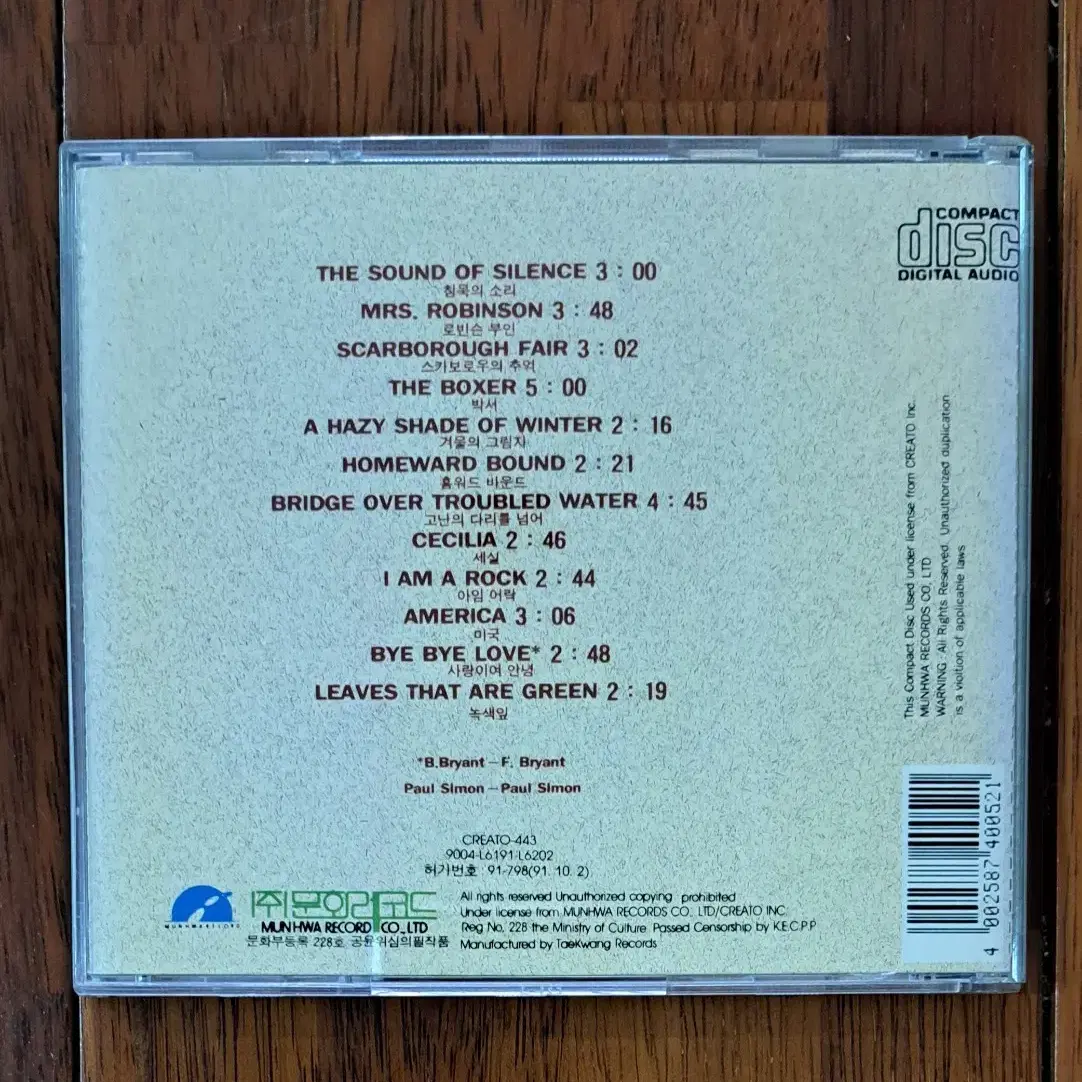 COMPACT
disc
DIGITAL AUDIO
THE SOUND OF SILENCE 3 : 00
침묵의 소리
MRS. ROBINSON 3 : 48
로빈슨 부인
SCARBOROUGH FAIR 3 : 02
스카보로우의 추억
THE BOXER 5 : 00
박서
A HAZY SHADE OF WINTER 2 : 16
겨울의 그림자
HOMEWARD BOUND 2 : 21
홈워드 바운드
BRIDGE OVER TROUBLED WATER 4 : 45
고난의 다리를 넘어
CECILIA 2 : 46
세실
I AM A ROCK 2 : 44
아임 어락
AMERICA 3 : 06
미국
BYE BYE LOVE* 2 : 48
사랑이여 안녕
LEAVES THAT ARE GREEN 2 : 19
녹색잎
*B.Bryant - F. Bryant
Paul Simon - Paul Simon
CREATO-443
9004-L6191-L6202
허가번호 : 91-798(91. 10. 2)
(주)문화레코드
MUNHWA RECORD CO., LTD
문화부등록 228호 공윤위심의필작품
All rights reserved Unauthorized copying prohibited
Under license from MUNHWA RECORDS CO. LTD/CREATO INC
Reg No. 228 the Ministry of Culture Passed Censorship by K.E.C.P.P
Manufactured by TaeKwang Records
This Compact Disc Used under license from CREATO Inc.
MUNHWA RECORDS CO. LTD
WARNING : All Rights Reserved. Unauthorized duplication
is a violtion of applicable laws
4 002587 400521